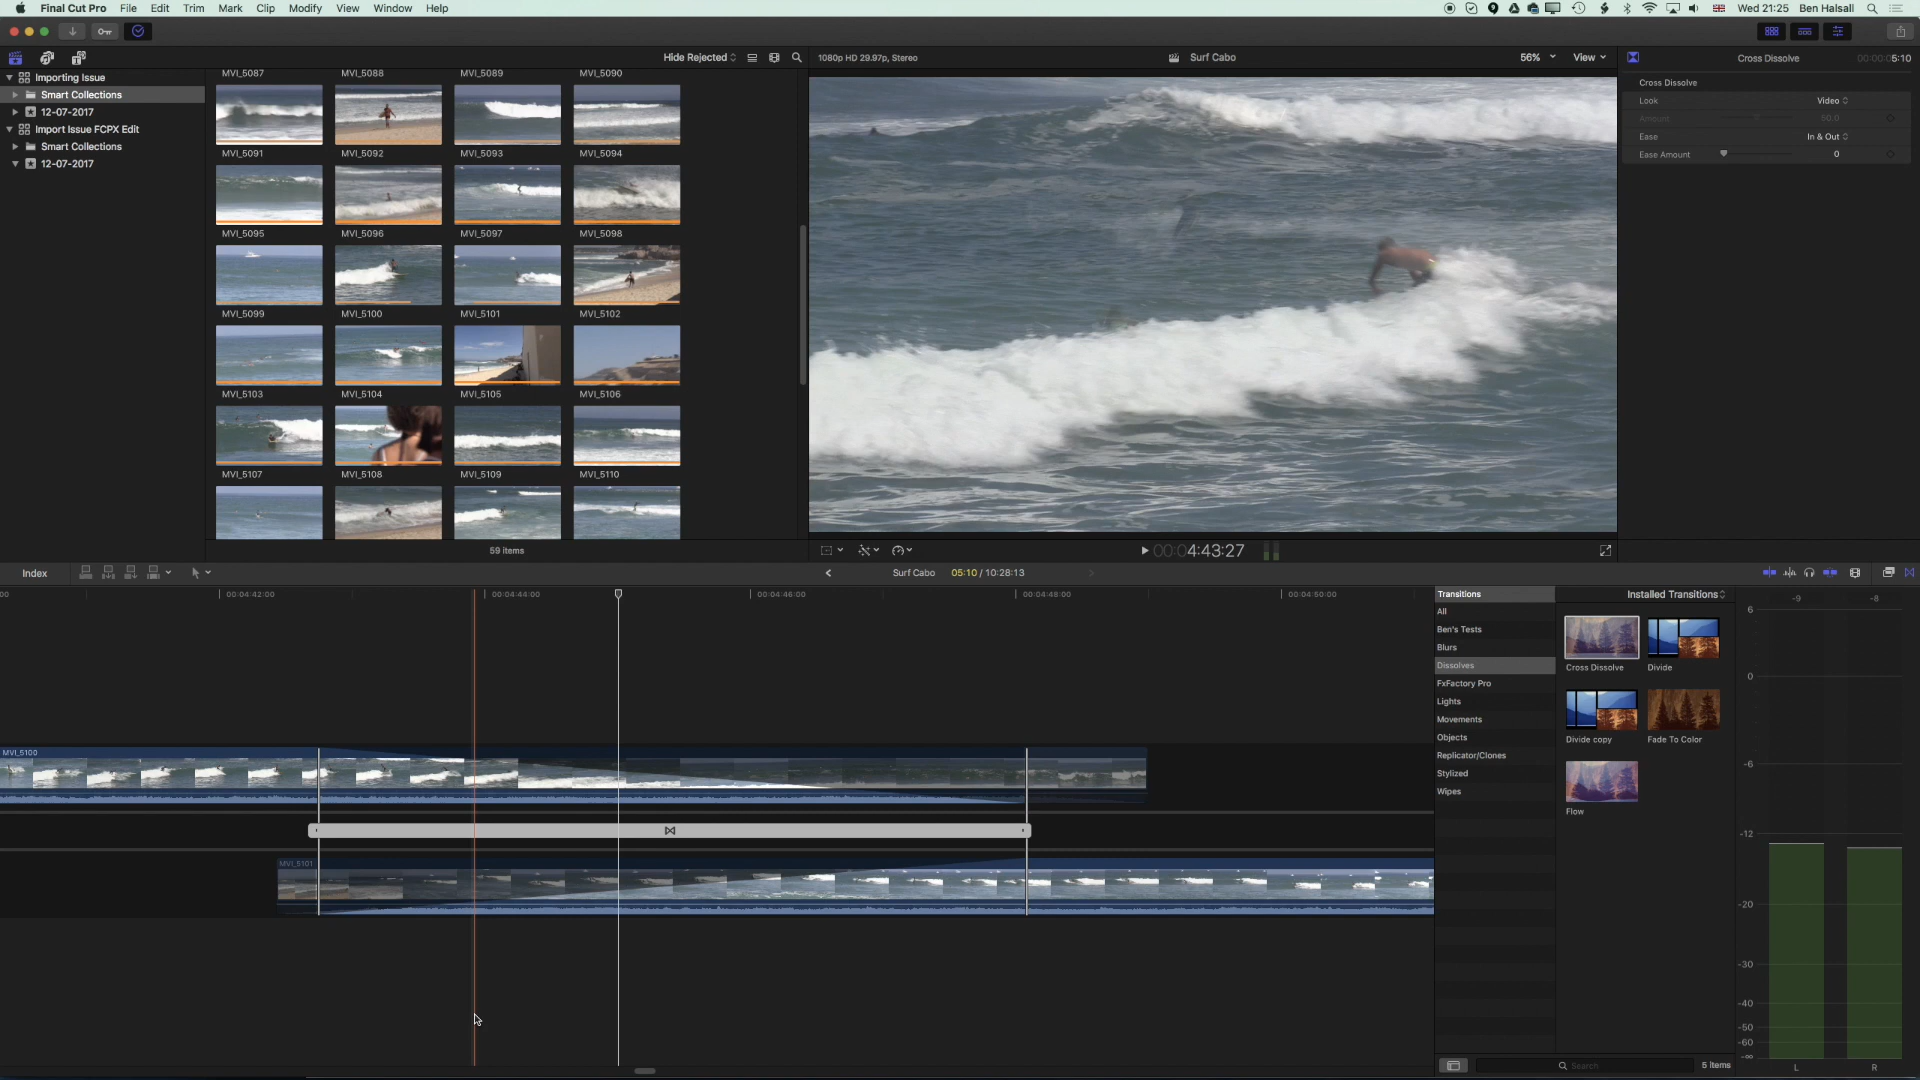 Final Cut Pro File Edit Trim Mark Clip Modify View Window Help
Wed 21:25 Ben Halsall
Hide Rejected
1080p HD 29.97p, Stereo
Surf Cabo
56% View
Cross Dissolve
5:10
Importing Issue
Smart Collections
12-07-2017
Import Issue FCPX Edit
Smart Collections
12-07-2017
MVI_5087 MVI_5088 MVI_5089 MVI_5090
MVI_5091 MVI_5092 MVI_5093 MVI_5094
MVI_5095 MVI_5096 MVI_5097 MVI_5098
MVI_5099 MVI_5100 MVI_5101 MVI_5102
MVI_5103 MVI_5104 MVI_5105 MVI_5106
MVI_5107 MVI_5108 MVI_5109 MVI_5110
59 items
Cross Dissolve
Look Video
Amount 50.0
Ease In & Out
Ease Amount 0
00:00:04:43:27
Index
Surf Cabo 05:10 / 10:28:13
00 00:04:42:00 00:04:44:00 00:04:46:00 00:04:48:00 00:04:50:00
MVI_5100
MVI_5101
Transitions
All
Ben's Tests
Blurs
Dissolves
FxFactory Pro
Lights
Movements
Objects
Replicator/Clones
Stylized
Wipes
Installed Transitions
Cross Dissolve Divide
Divide copy Fade To Color
Flow
Search
5 items
-9 -8
6
0
-6
-12
-20
-30
-40
-50
-60
-∞
L R